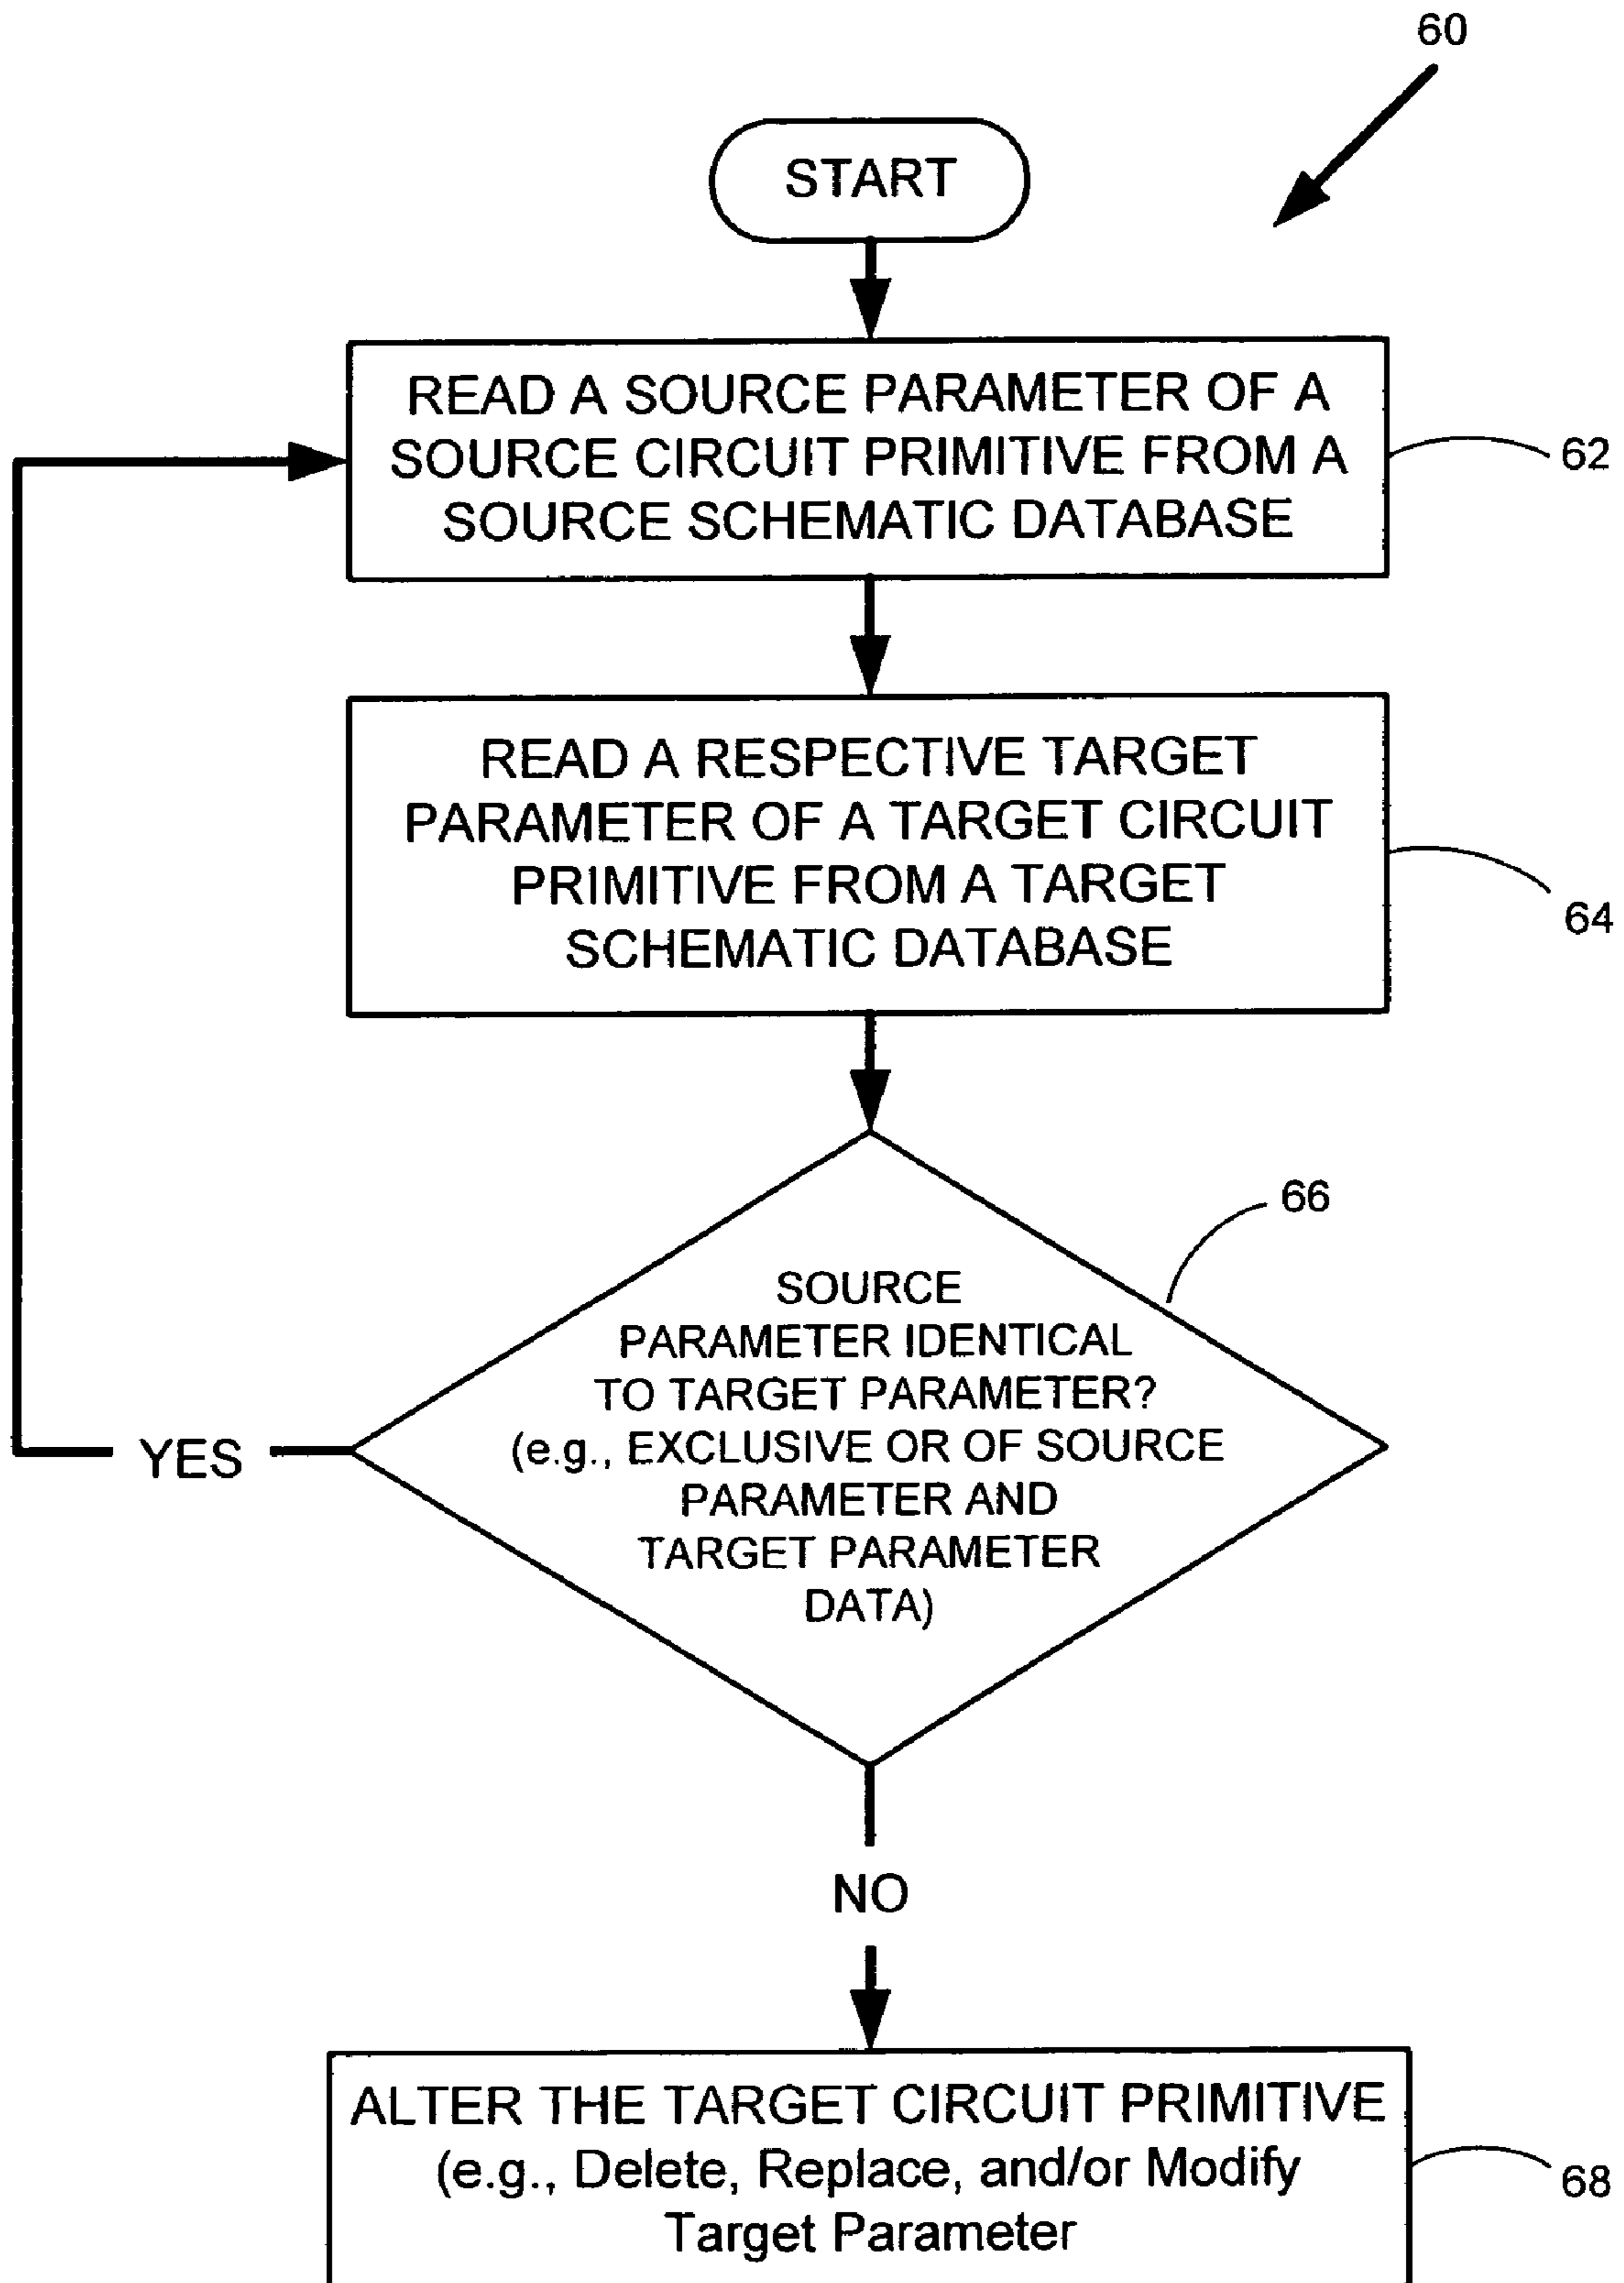 60
START
READ A SOURCE PARAMETER OF A
SOURCE CIRCUIT PRIMITIVE FROM A
SOURCE SCHEMATIC DATABASE
62
READ A RESPECTIVE TARGET
PARAMETER OF A TARGET CIRCUIT
PRIMITIVE FROM A TARGET
SCHEMATIC DATABASE
64
66
SOURCE
PARAMETER IDENTICAL
TO TARGET PARAMETER?
(e.g., EXCLUSIVE OR OF SOURCE
PARAMETER AND
TARGET PARAMETER
DATA)
YES
NO
ALTER THE TARGET CIRCUIT PRIMITIVE
(e.g., Delete, Replace, and/or Modify
Target Parameter
68